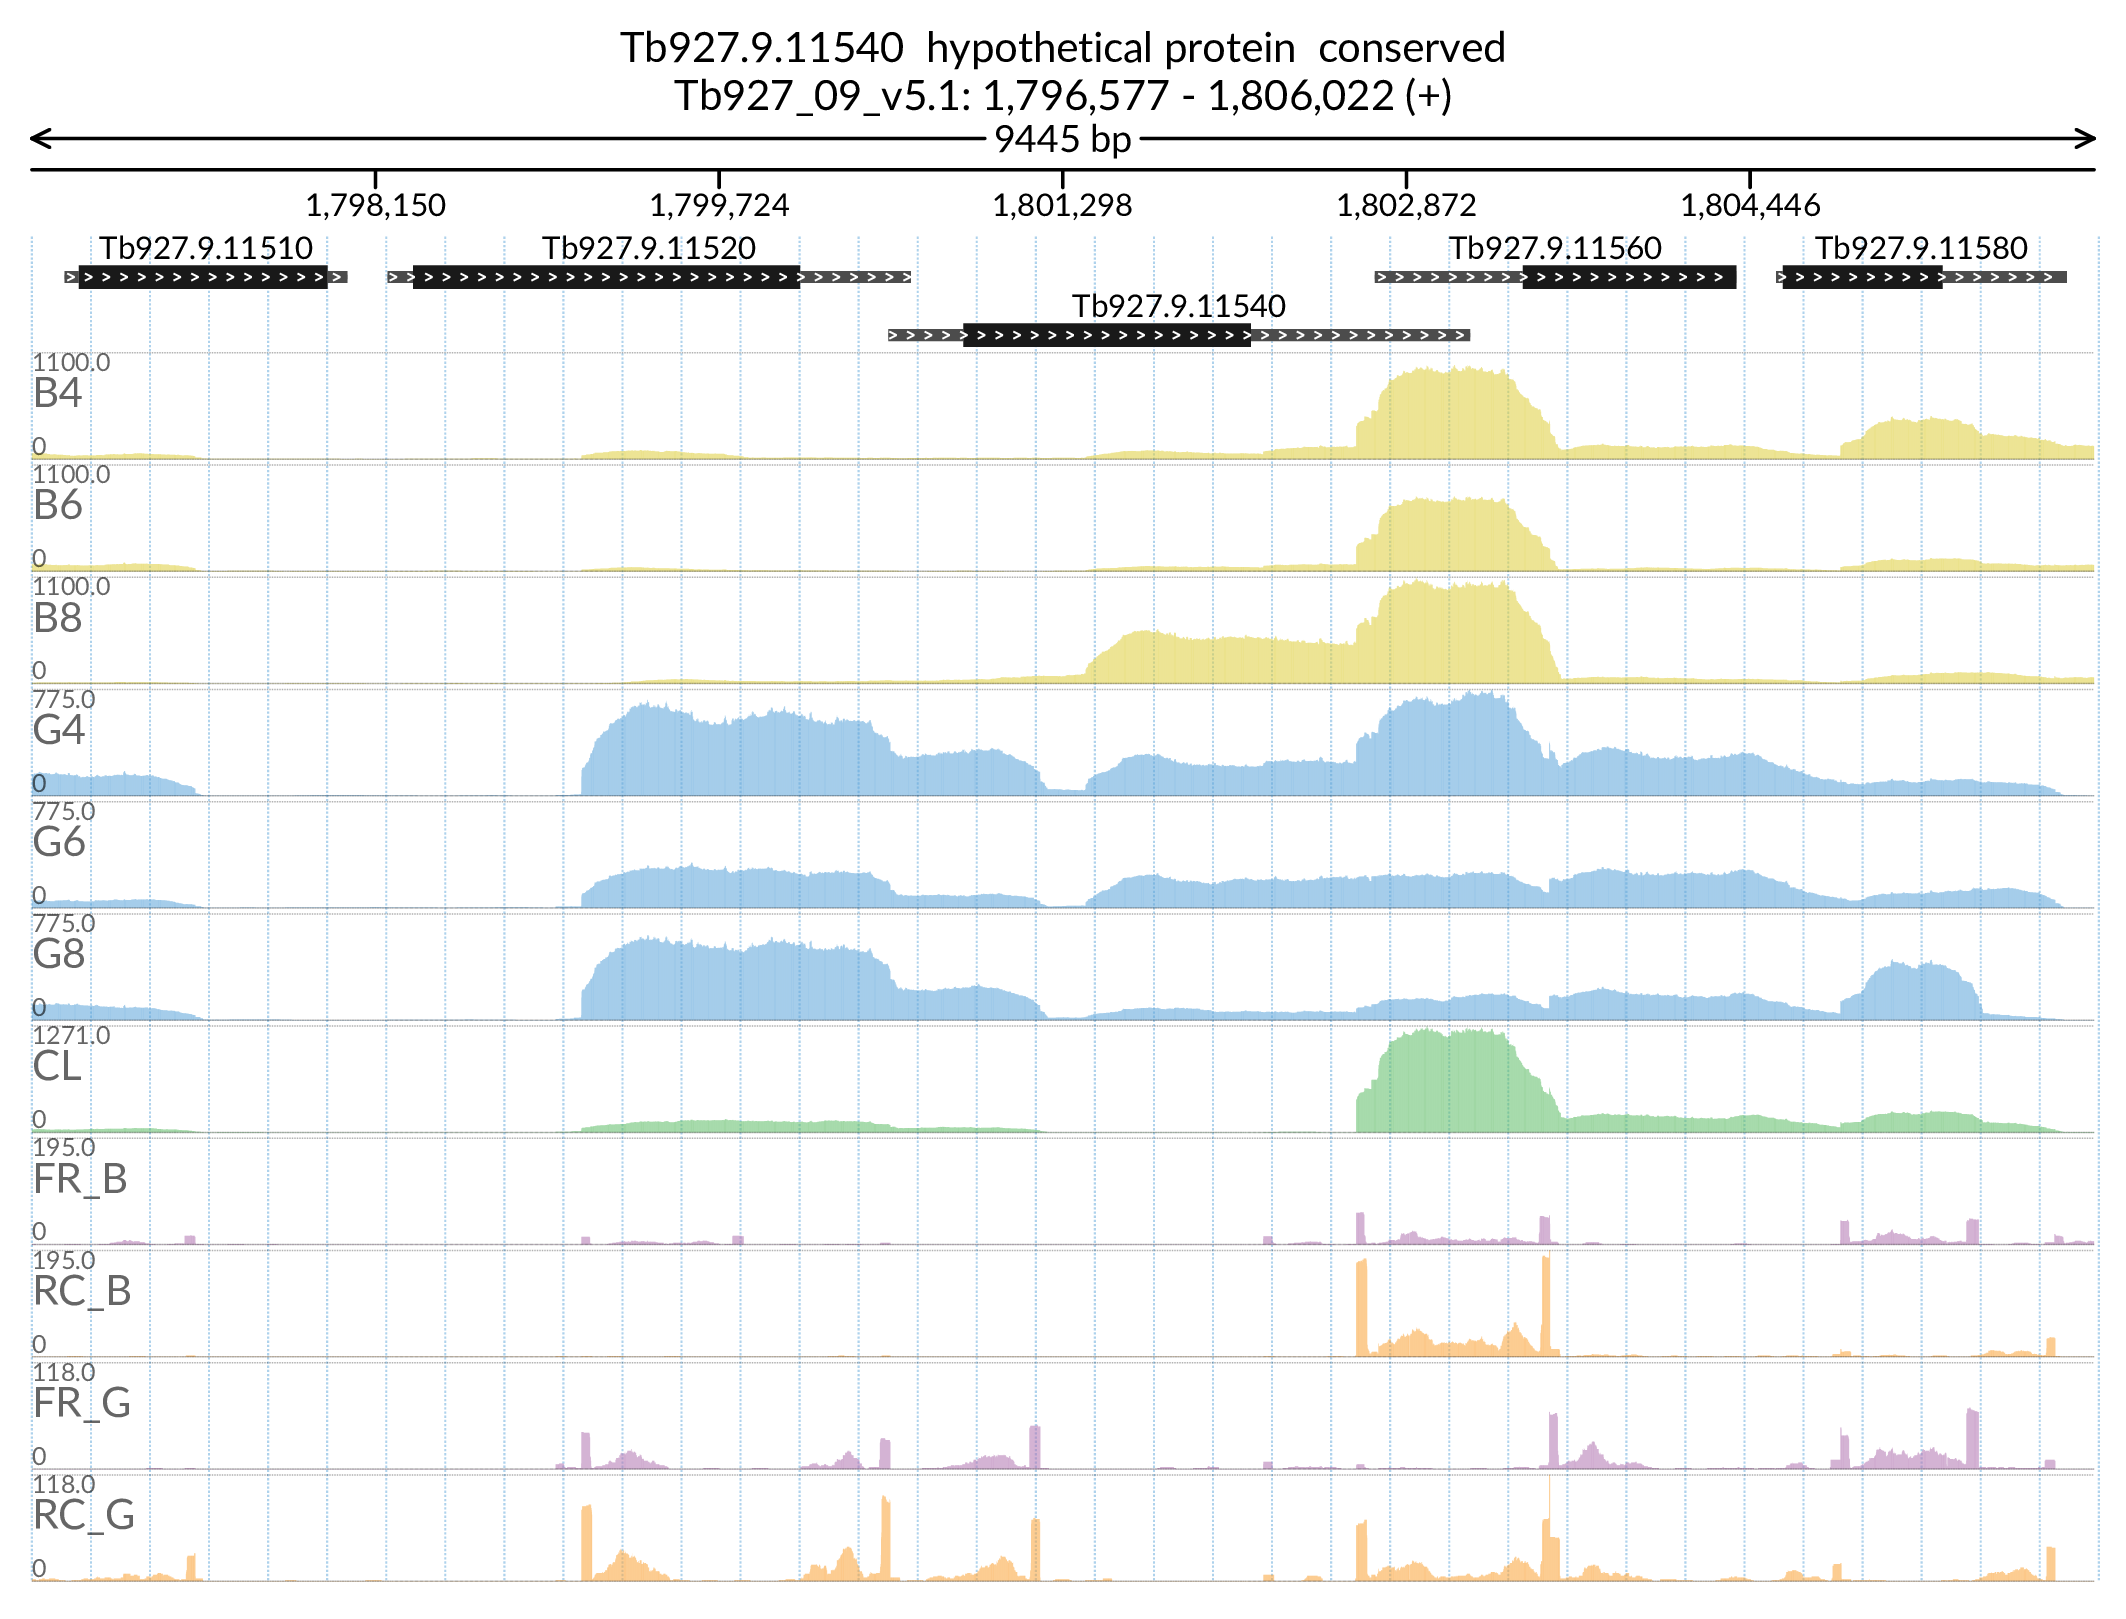 Tb927.9.11540  hypothetical protein  conserved
Tb927_09_v5.1: 1,796,577 - 1,806,022 (+)
9445 bp
1,798,150 1,799,724 1,801,298 1,802,872 1,804,446
Tb927.9.11510 Tb927.9.11520 Tb927.9.11560 Tb927.9.11580
Tb927.9.11540
1100.0
B4
0
1100.0
B6
0
1100.0
B8
0
775.0
G4
0
775.0
G6
0
775.0
G8
0
1271.0
CL
0
195.0
FR_B
0
195.0
RC_B
0
118.0
FR_G
0
118.0
RC_G
0